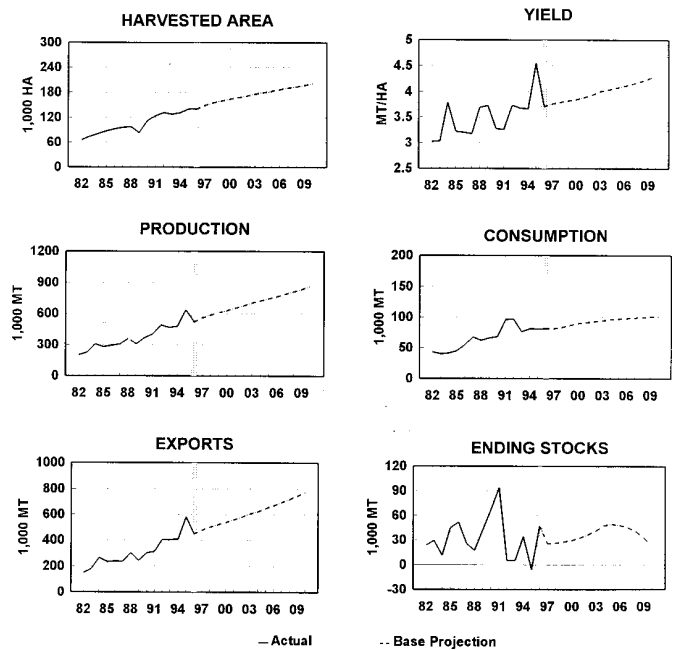 HARVESTED AREA
1,000 HA
300
240
180
120
60
0
82 85 88 91 94 97 00 03 06 09
YIELD
MT/HA
5
4.5
4
3.5
3
2.5
82 85 88 91 94 97 00 03 06 09
PRODUCTION
1,000 MT
1200
900
600
300
0
82 85 88 91 94 97 00 03 06 09
CONSUMPTION
1,000 MT
200
150
100
50
0
82 85 88 91 94 97 00 03 06 09
EXPORTS
1,000 MT
1000
800
600
400
200
0
82 85 88 91 94 97 00 03 06 09
ENDING STOCKS
1,000 MT
120
90
60
30
0
-30
82 85 88 91 94 97 00 03 06 09
— Actual
-- Base Projection